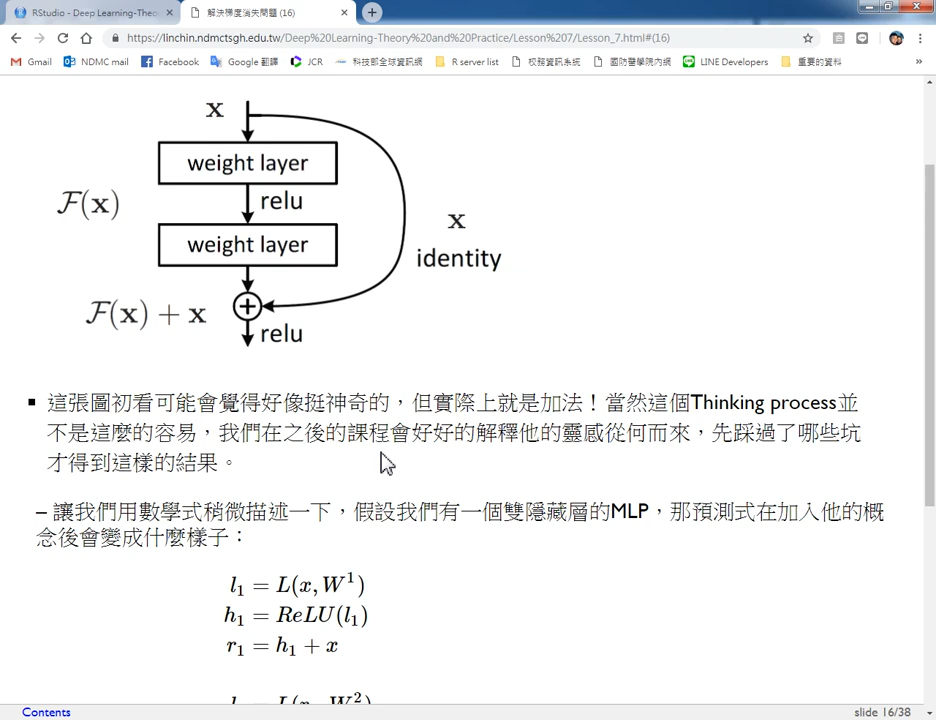 RStudio - Deep Learning-Theo
解決梯度消失問題 (16)
https://linchin.ndmctsgh.edu.tw/Deep%20Learning-Theory%20and%20Practice/Lesson%207/Lesson_7.html#(16)
Gmail NDMC mail Facebook Google 翻譯 JCR 科技部全球資訊網 R server list 校務資訊系統 國防醫學院內網 LINE Developers 重要的資料 »
x
weight layer
F(x)
relu
x
weight layer
identity
F(x) + x
relu
這張圖初看可能會覺得好像挺神奇的，但實際上就是加法！當然這個Thinking process並
不是這麼的容易，我們在之後的課程會好好的解釋他的靈感從何而來，先踩過了哪些坑
才得到這樣的結果。
– 讓我們用數學式稍微描述一下，假設我們有一個雙隱藏層的MLP，那預測式在加入他的概
念後會變成什麼樣子：
l₁ = L(x, W¹)
h₁ = ReLU(l₁)
r₁ = h₁ + x
Contents
slide 16/38